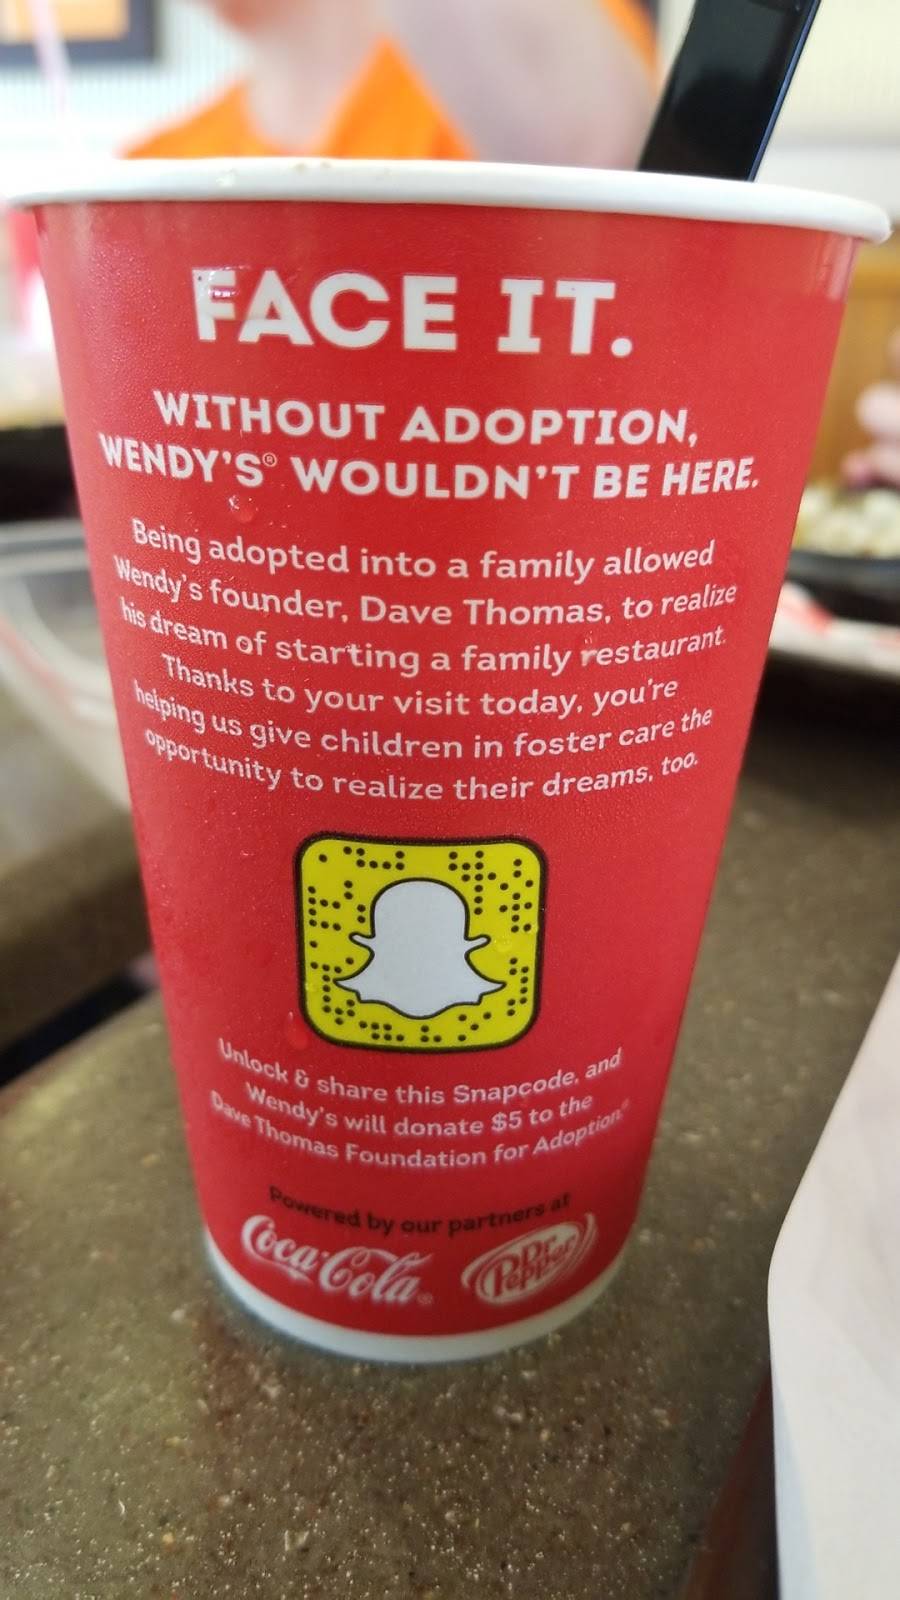 FACE IT.
WITHOUT ADOPTION,
WENDY'S® WOULDN'T BE HERE.
Being adopted into a family allowed
Wendy's founder, Dave Thomas, to realize
his dream of starting a family restaurant.
Thanks to your visit today, you're
helping us give children in foster care the
opportunity to realize their dreams, too.
Unlock & share this Snapcode, and
Wendy's will donate $5 to the
Dave Thomas Foundation for Adoption.®
Powered by our partners at
Coca-Cola®
Dr Pepper